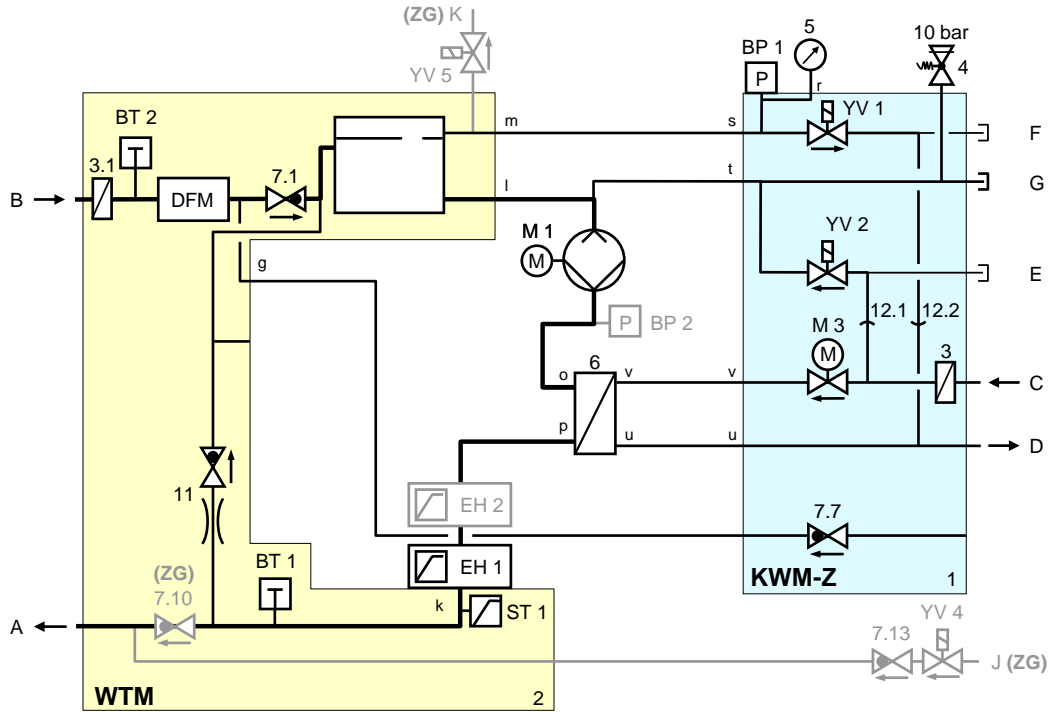 (ZG) K
YV 5
BP 1
P
5
r
10 bar
4
BT 2
T
3.1
B
DFM
7.1
m
l
s
t
YV 1
F
G
E
g
M 1
M
P
BP 2
YV 2
12.1
12.2
M 3
M
3
o
p
6
v
v
u
u
C
D
11
EH 2
EH 1
7.7
KWM-Z
1
BT 1
T
(ZG)
7.10
k
ST 1
A
7.13
YV 4
J (ZG)
WTM
2